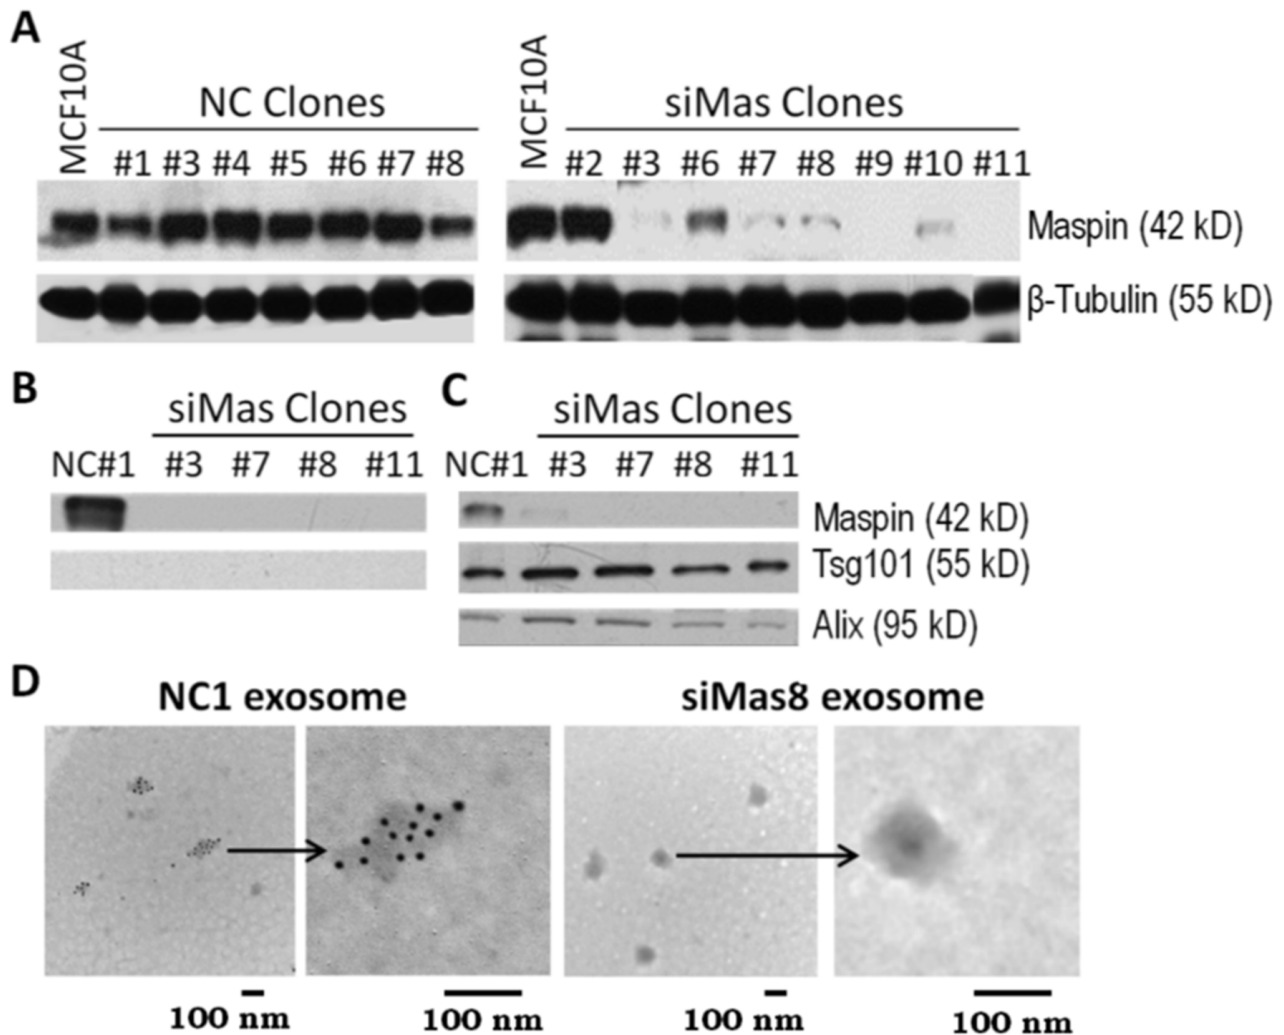 A
MCF10A
NC Clones
#1 #3 #4 #5 #6 #7 #8
MCF10A
siMas Clones
#2 #3 #6 #7 #8 #9 #10 #11
Maspin (42 kD)
β-Tubulin (55 kD)
B
siMas Clones
NC#1 #3 #7 #8 #11
C
siMas Clones
NC#1 #3 #7 #8 #11
Maspin (42 kD)
Tsg101 (55 kD)
Alix (95 kD)
D
NC1 exosome
siMas8 exosome
100 nm
100 nm
100 nm
100 nm